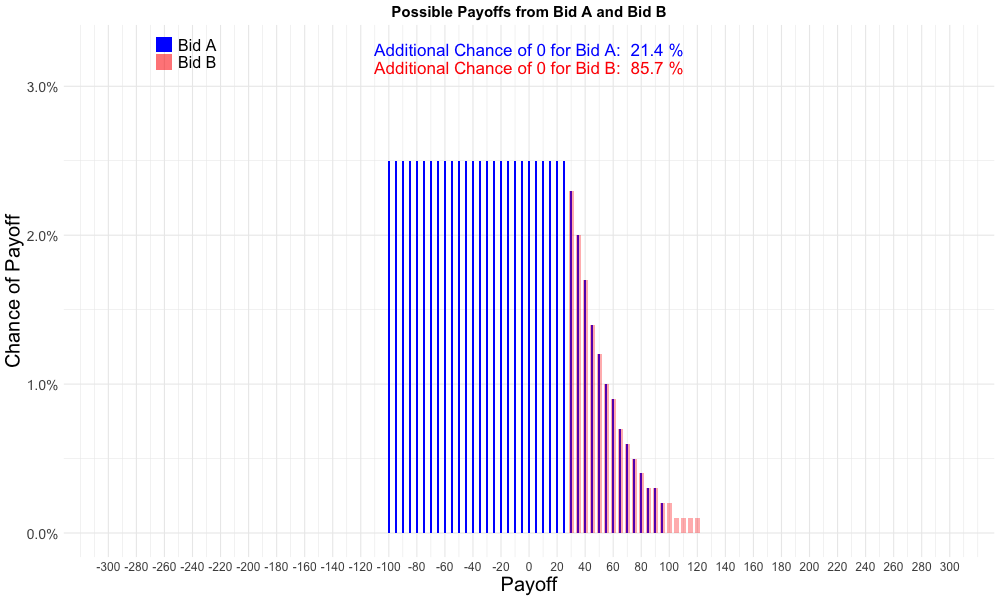 Possible Payoffs from Bid A and Bid B
Bid A
Bid B
Additional Chance of 0 for Bid A:  21.4 %
Additional Chance of 0 for Bid B:  85.7 %
Chance of Payoff
3.0%
2.0%
1.0%
0.0%
-300 -280 -260 -240 -220 -200 -180 -160 -140 -120 -100 -80 -60 -40 -20 0 20 40 60 80 100 120 140 160 180 200 220 240 260 280 300
Payoff